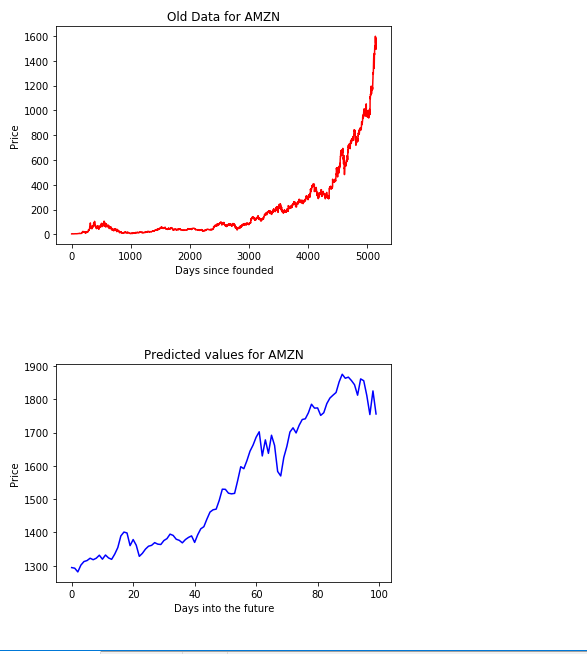 Old Data for AMZN
1600
1400
1200
1000
800
600
400
200
0
Price
0 1000 2000 3000 4000 5000
Days since founded
Predicted values for AMZN
1900
1800
1700
1600
1500
1400
1300
Price
0 20 40 60 80 100
Days into the future